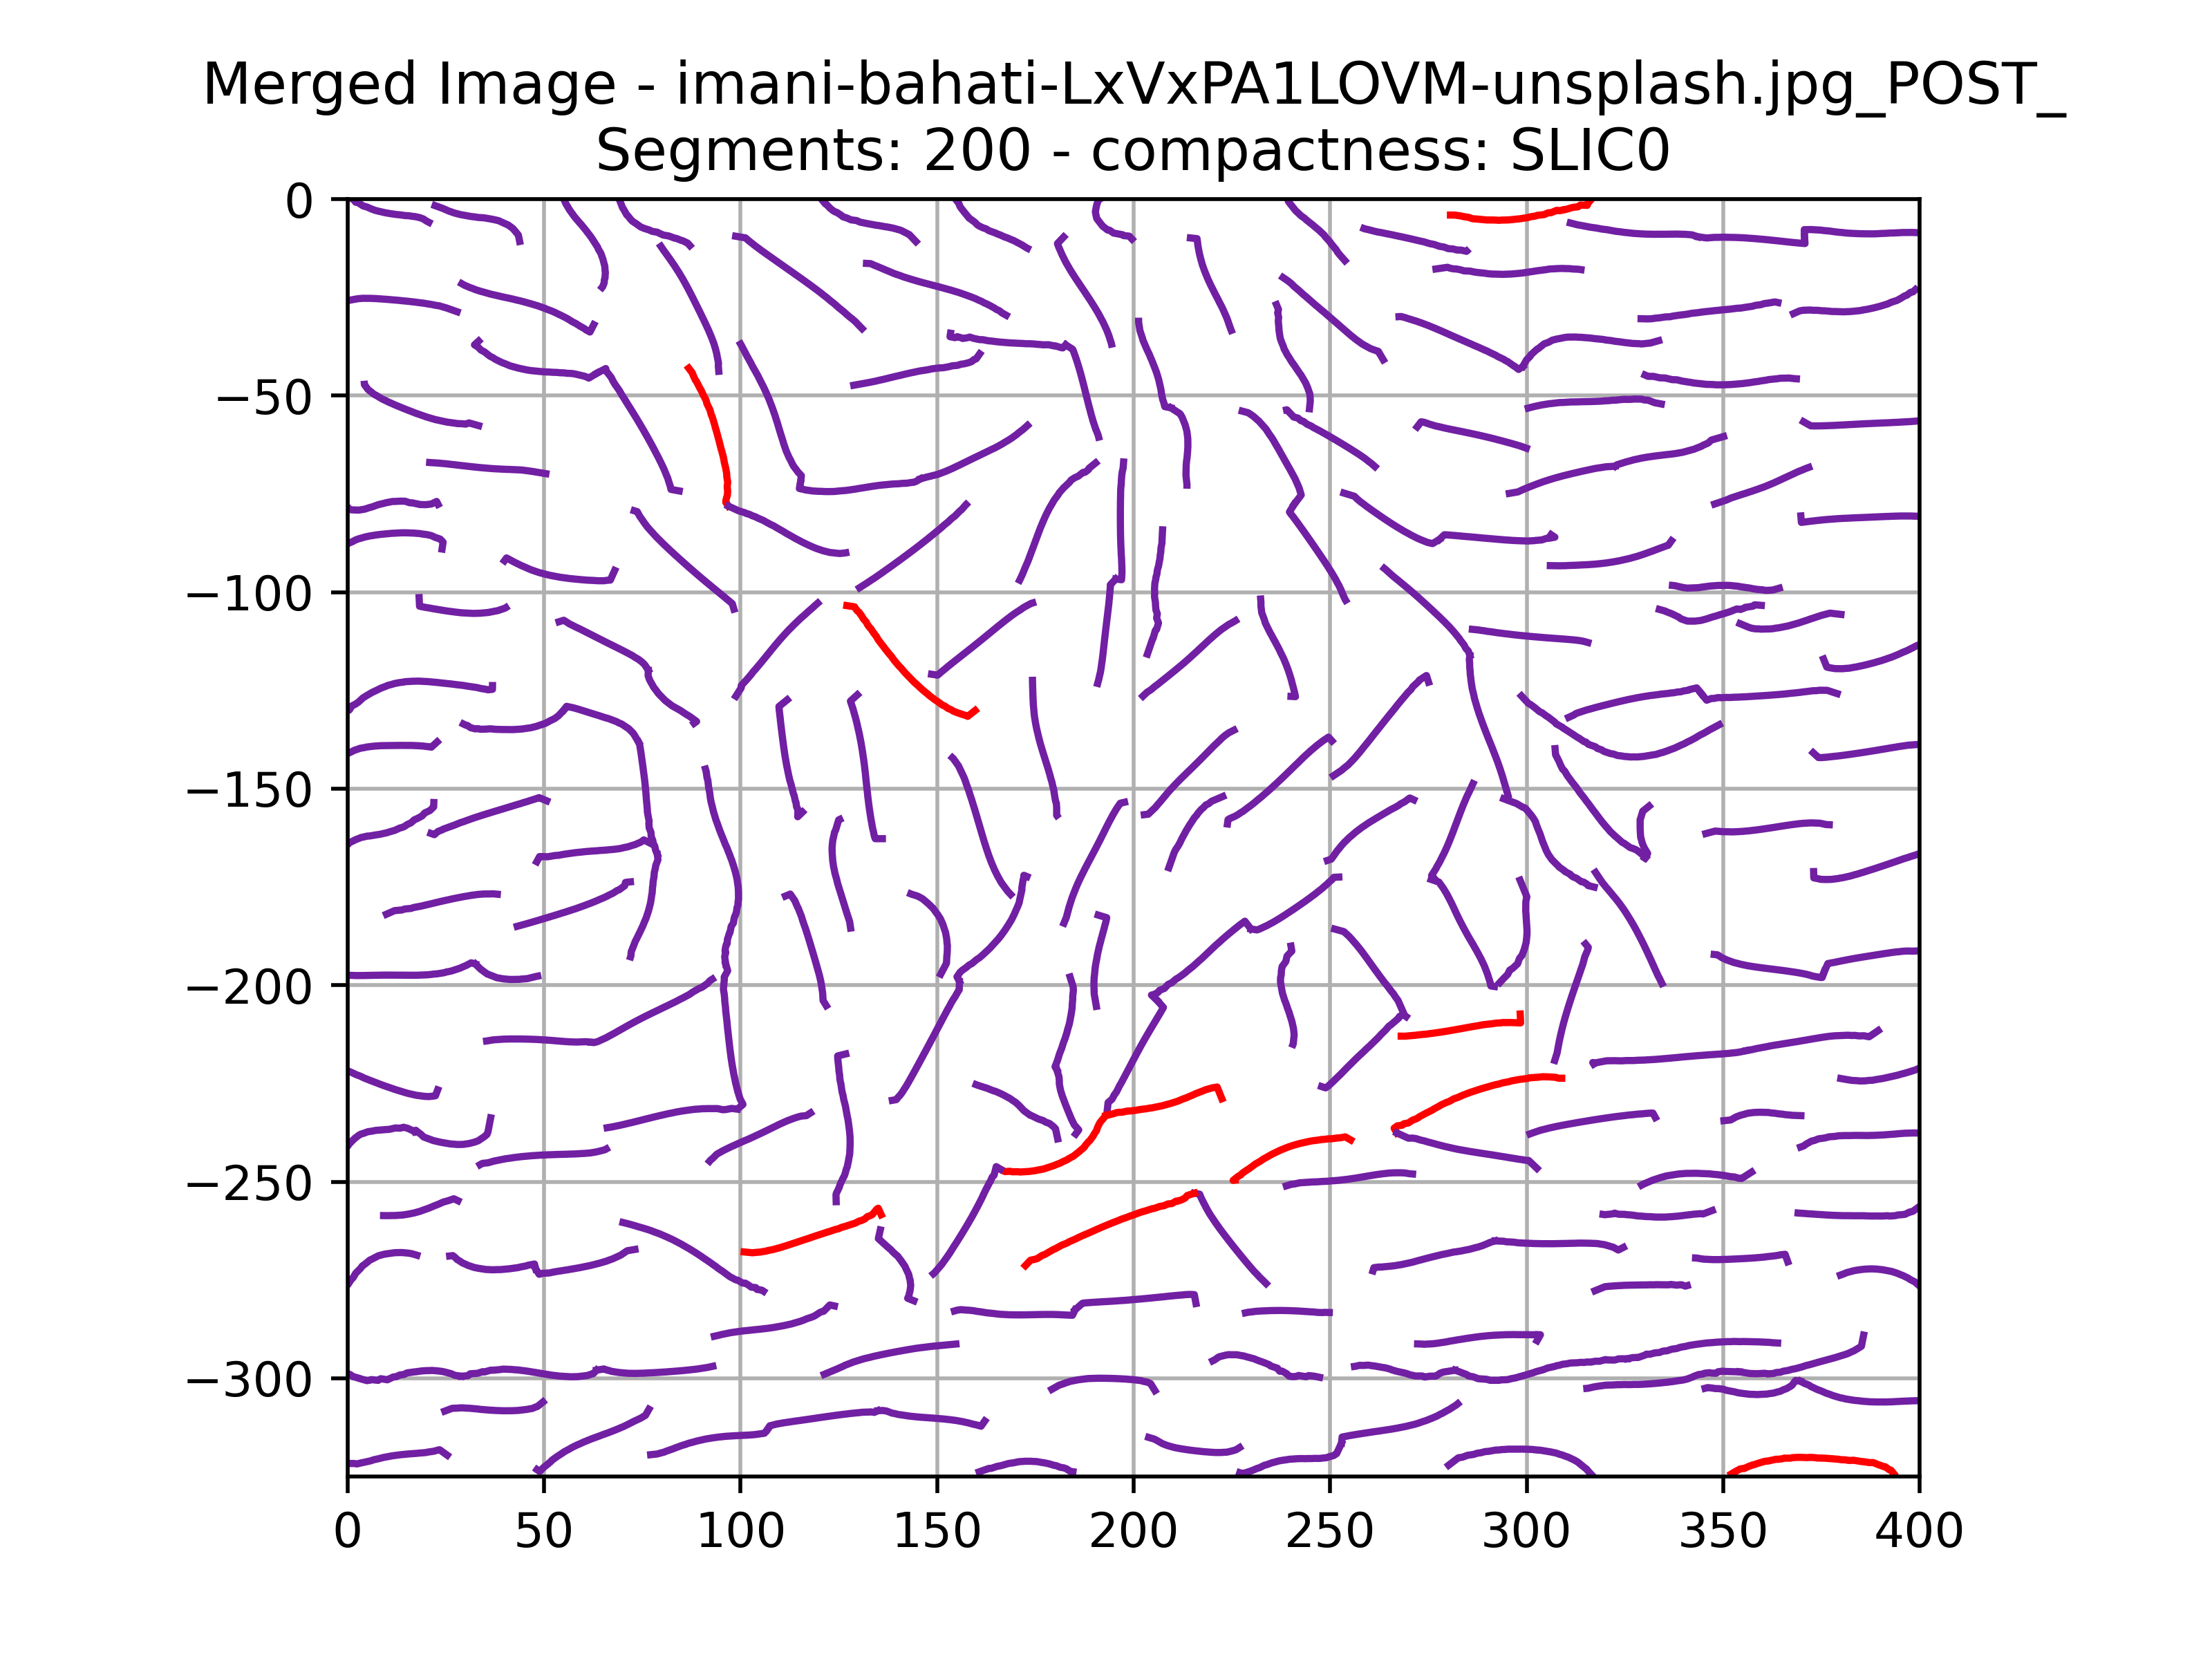 Merged Image - imani-bahati-LxVxPA1LOVM-unsplash.jpg_POST_
Segments: 200 - compactness: SLIC0
0
−50
−100
−150
−200
−250
−300
0 50 100 150 200 250 300 350 400